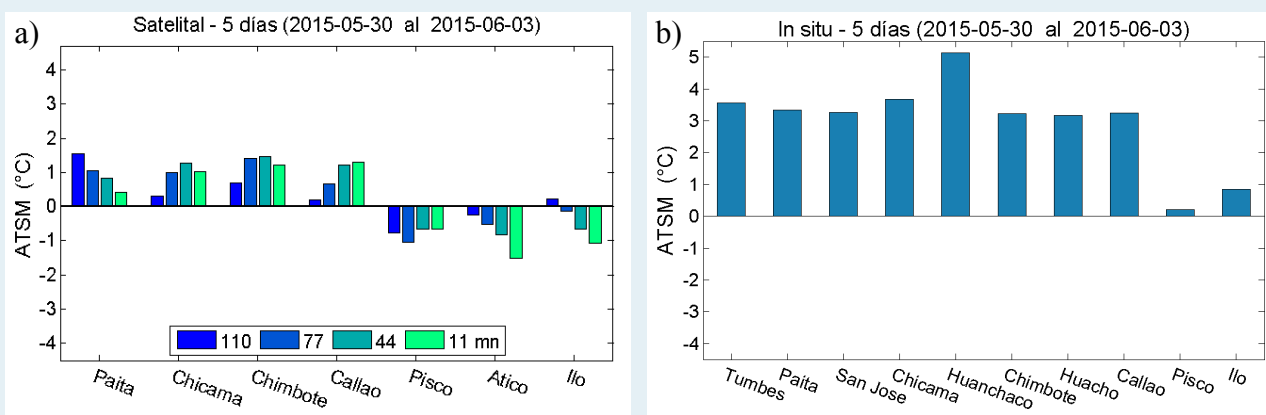 a)
Satelital - 5 días (2015-05-30 al 2015-06-03)
ATSM (°C)
4
3
2
1
0
-1
-2
-3
-4
110 77 44 11 mn
Paita Chicama Chimbote Callao Pisco Atico Ilo
b)
In situ - 5 días (2015-05-30 al 2015-06-03)
ATSM (°C)
5
4
3
2
1
0
-1
-2
-3
-4
Tumbes Paita San Jose Chicama Huanchaco Chimbote Huacho Callao Pisco Ilo